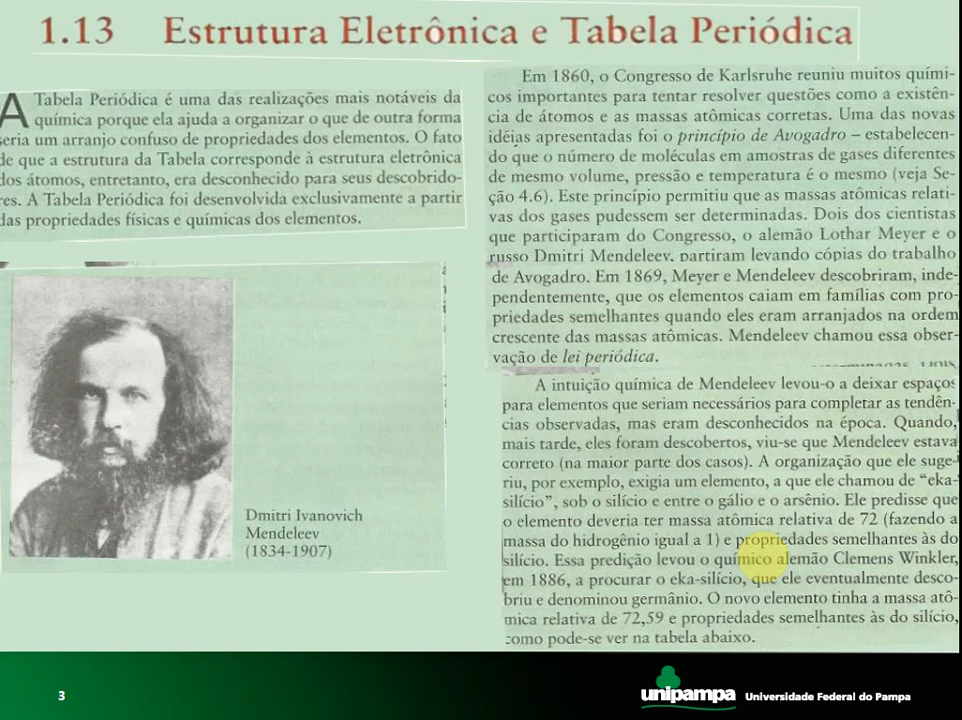 1.13 Estrutura Eletrônica e Tabela Periódica
A Tabela Periódica é uma das realizações mais notáveis da
química porque ela ajuda a organizar o que de outra forma
seria um arranjo confuso de propriedades dos elementos. O fato
de que a estrutura da Tabela corresponde à estrutura eletrônica
dos átomos, entretanto, era desconhecido para seus descobrido-
res. A Tabela Periódica foi desenvolvida exclusivamente a partir
das propriedades físicas e químicas dos elementos.
Dmitri Ivanovich
Mendeleev
(1834-1907)
Em 1860, o Congresso de Karlsruhe reuniu muitos quími-
cos importantes para tentar resolver questões como a existên-
cia de átomos e as massas atômicas corretas. Uma das novas
idéias apresentadas foi o princípio de Avogadro – estabelecen-
do que o número de moléculas em amostras de gases diferentes
de mesmo volume, pressão e temperatura é o mesmo (veja Se-
ção 4.6). Este princípio permitiu que as massas atômicas relati-
vas dos gases pudessem ser determinadas. Dois dos cientistas
que participaram do Congresso, o alemão Lothar Meyer e o
russo Dmitri Mendeleev, partiram levando cópias do trabalho
de Avogadro. Em 1869, Meyer e Mendeleev descobriram, inde-
pendentemente, que os elementos caiam em famílias com pro-
priedades semelhantes quando eles eram arranjados na ordem
crescente das massas atômicas. Mendeleev chamou essa obser-
vação de lei periódica.
A intuição química de Mendeleev levou-o a deixar espaços
para elementos que seriam necessários para completar as tendên-
cias observadas, mas eram desconhecidos na época. Quando,
mais tarde, eles foram descobertos, viu-se que Mendeleev estava
correto (na maior parte dos casos). A organização que ele suge-
riu, por exemplo, exigia um elemento, a que ele chamou de “eka-
silício”, sob o silício e entre o gálio e o arsênio. Ele predisse que
o elemento deveria ter massa atômica relativa de 72 (fazendo a
massa do hidrogênio igual a 1) e propriedades semelhantes às do
silício. Essa predição levou o químico alemão Clemens Winkler,
em 1886, a procurar o eka-silício, que ele eventualmente desco-
briu e denominou germânio. O novo elemento tinha a massa atô-
mica relativa de 72,59 e propriedades semelhantes às do silício,
como pode-se ver na tabela abaixo.
3
unipampa Universidade Federal do Pampa